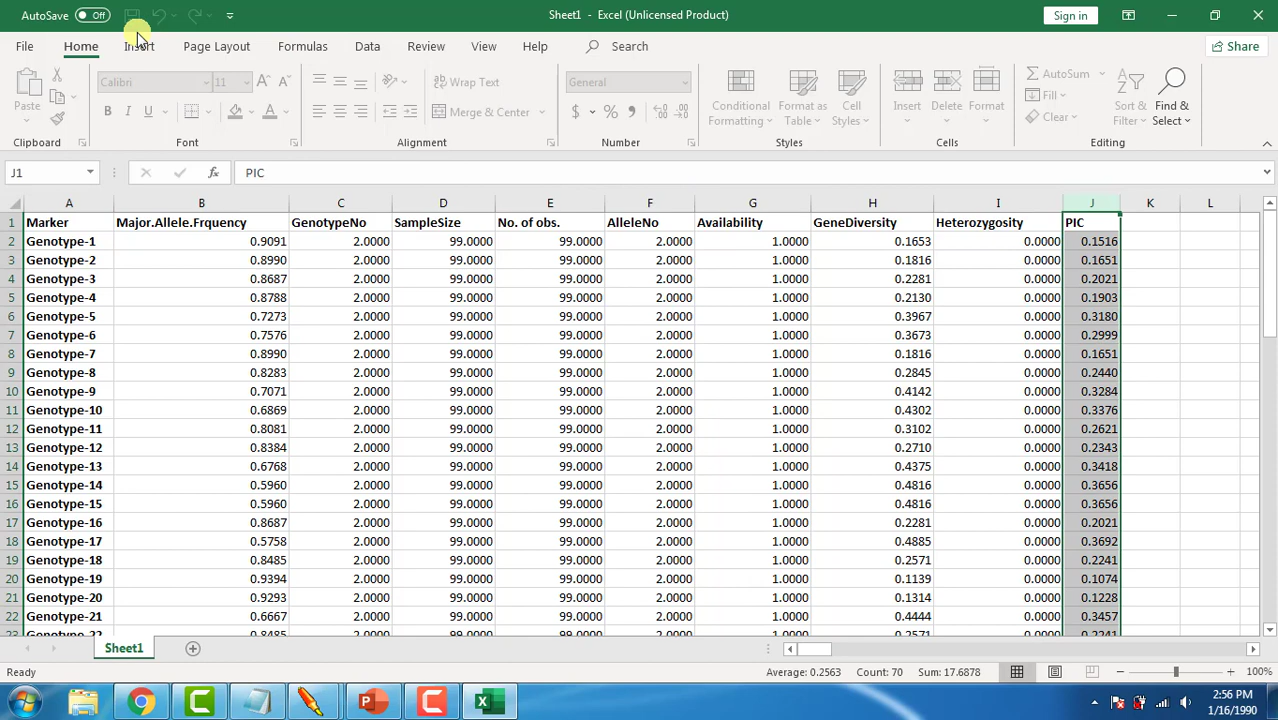 AutoSave Off Sheet1 - Excel (Unlicensed Product) Sign in
File Home Insert Page Layout Formulas Data Review View Help Search Share
Calibri 11 Wrap Text General AutoSum
Paste Conditional Format as Cell Insert Delete Format Fill Sort & Find &
B I U Merge & Center $ % Formatting Table Styles Clear Filter Select
Clipboard Font Alignment Number Styles Cells Editing
J1 fx PIC
A B C D E F G H I J K L
1 Marker Major.Allele.Frquency GenotypeNo SampleSize No. of obs. AlleleNo Availability GeneDiversity Heterozygosity PIC
2 Genotype-1 0.9091 2.0000 99.0000 99.0000 2.0000 1.0000 0.1653 0.0000 0.1516
3 Genotype-2 0.8990 2.0000 99.0000 99.0000 2.0000 1.0000 0.1816 0.0000 0.1651
4 Genotype-3 0.8687 2.0000 99.0000 99.0000 2.0000 1.0000 0.2281 0.0000 0.2021
5 Genotype-4 0.8788 2.0000 99.0000 99.0000 2.0000 1.0000 0.2130 0.0000 0.1903
6 Genotype-5 0.7273 2.0000 99.0000 99.0000 2.0000 1.0000 0.3967 0.0000 0.3180
7 Genotype-6 0.7576 2.0000 99.0000 99.0000 2.0000 1.0000 0.3673 0.0000 0.2999
8 Genotype-7 0.8990 2.0000 99.0000 99.0000 2.0000 1.0000 0.1816 0.0000 0.1651
9 Genotype-8 0.8283 2.0000 99.0000 99.0000 2.0000 1.0000 0.2845 0.0000 0.2440
10 Genotype-9 0.7071 2.0000 99.0000 99.0000 2.0000 1.0000 0.4142 0.0000 0.3284
11 Genotype-10 0.6869 2.0000 99.0000 99.0000 2.0000 1.0000 0.4302 0.0000 0.3376
12 Genotype-11 0.8081 2.0000 99.0000 99.0000 2.0000 1.0000 0.3102 0.0000 0.2621
13 Genotype-12 0.8384 2.0000 99.0000 99.0000 2.0000 1.0000 0.2710 0.0000 0.2343
14 Genotype-13 0.6768 2.0000 99.0000 99.0000 2.0000 1.0000 0.4375 0.0000 0.3418
15 Genotype-14 0.5960 2.0000 99.0000 99.0000 2.0000 1.0000 0.4816 0.0000 0.3656
16 Genotype-15 0.5960 2.0000 99.0000 99.0000 2.0000 1.0000 0.4816 0.0000 0.3656
17 Genotype-16 0.8687 2.0000 99.0000 99.0000 2.0000 1.0000 0.2281 0.0000 0.2021
18 Genotype-17 0.5758 2.0000 99.0000 99.0000 2.0000 1.0000 0.4885 0.0000 0.3692
19 Genotype-18 0.8485 2.0000 99.0000 99.0000 2.0000 1.0000 0.2571 0.0000 0.2241
20 Genotype-19 0.9394 2.0000 99.0000 99.0000 2.0000 1.0000 0.1139 0.0000 0.1074
21 Genotype-20 0.9293 2.0000 99.0000 99.0000 2.0000 1.0000 0.1314 0.0000 0.1228
22 Genotype-21 0.6667 2.0000 99.0000 99.0000 2.0000 1.0000 0.4444 0.0000 0.3457
23 Genotype-22 0.8485 2.0000 99.0000 99.0000 2.0000 1.0000 0.2571 0.0000 0.2241
Sheet1
Ready Average: 0.2563 Count: 70 Sum: 17.6878 100%
2:56 PM
1/16/1990